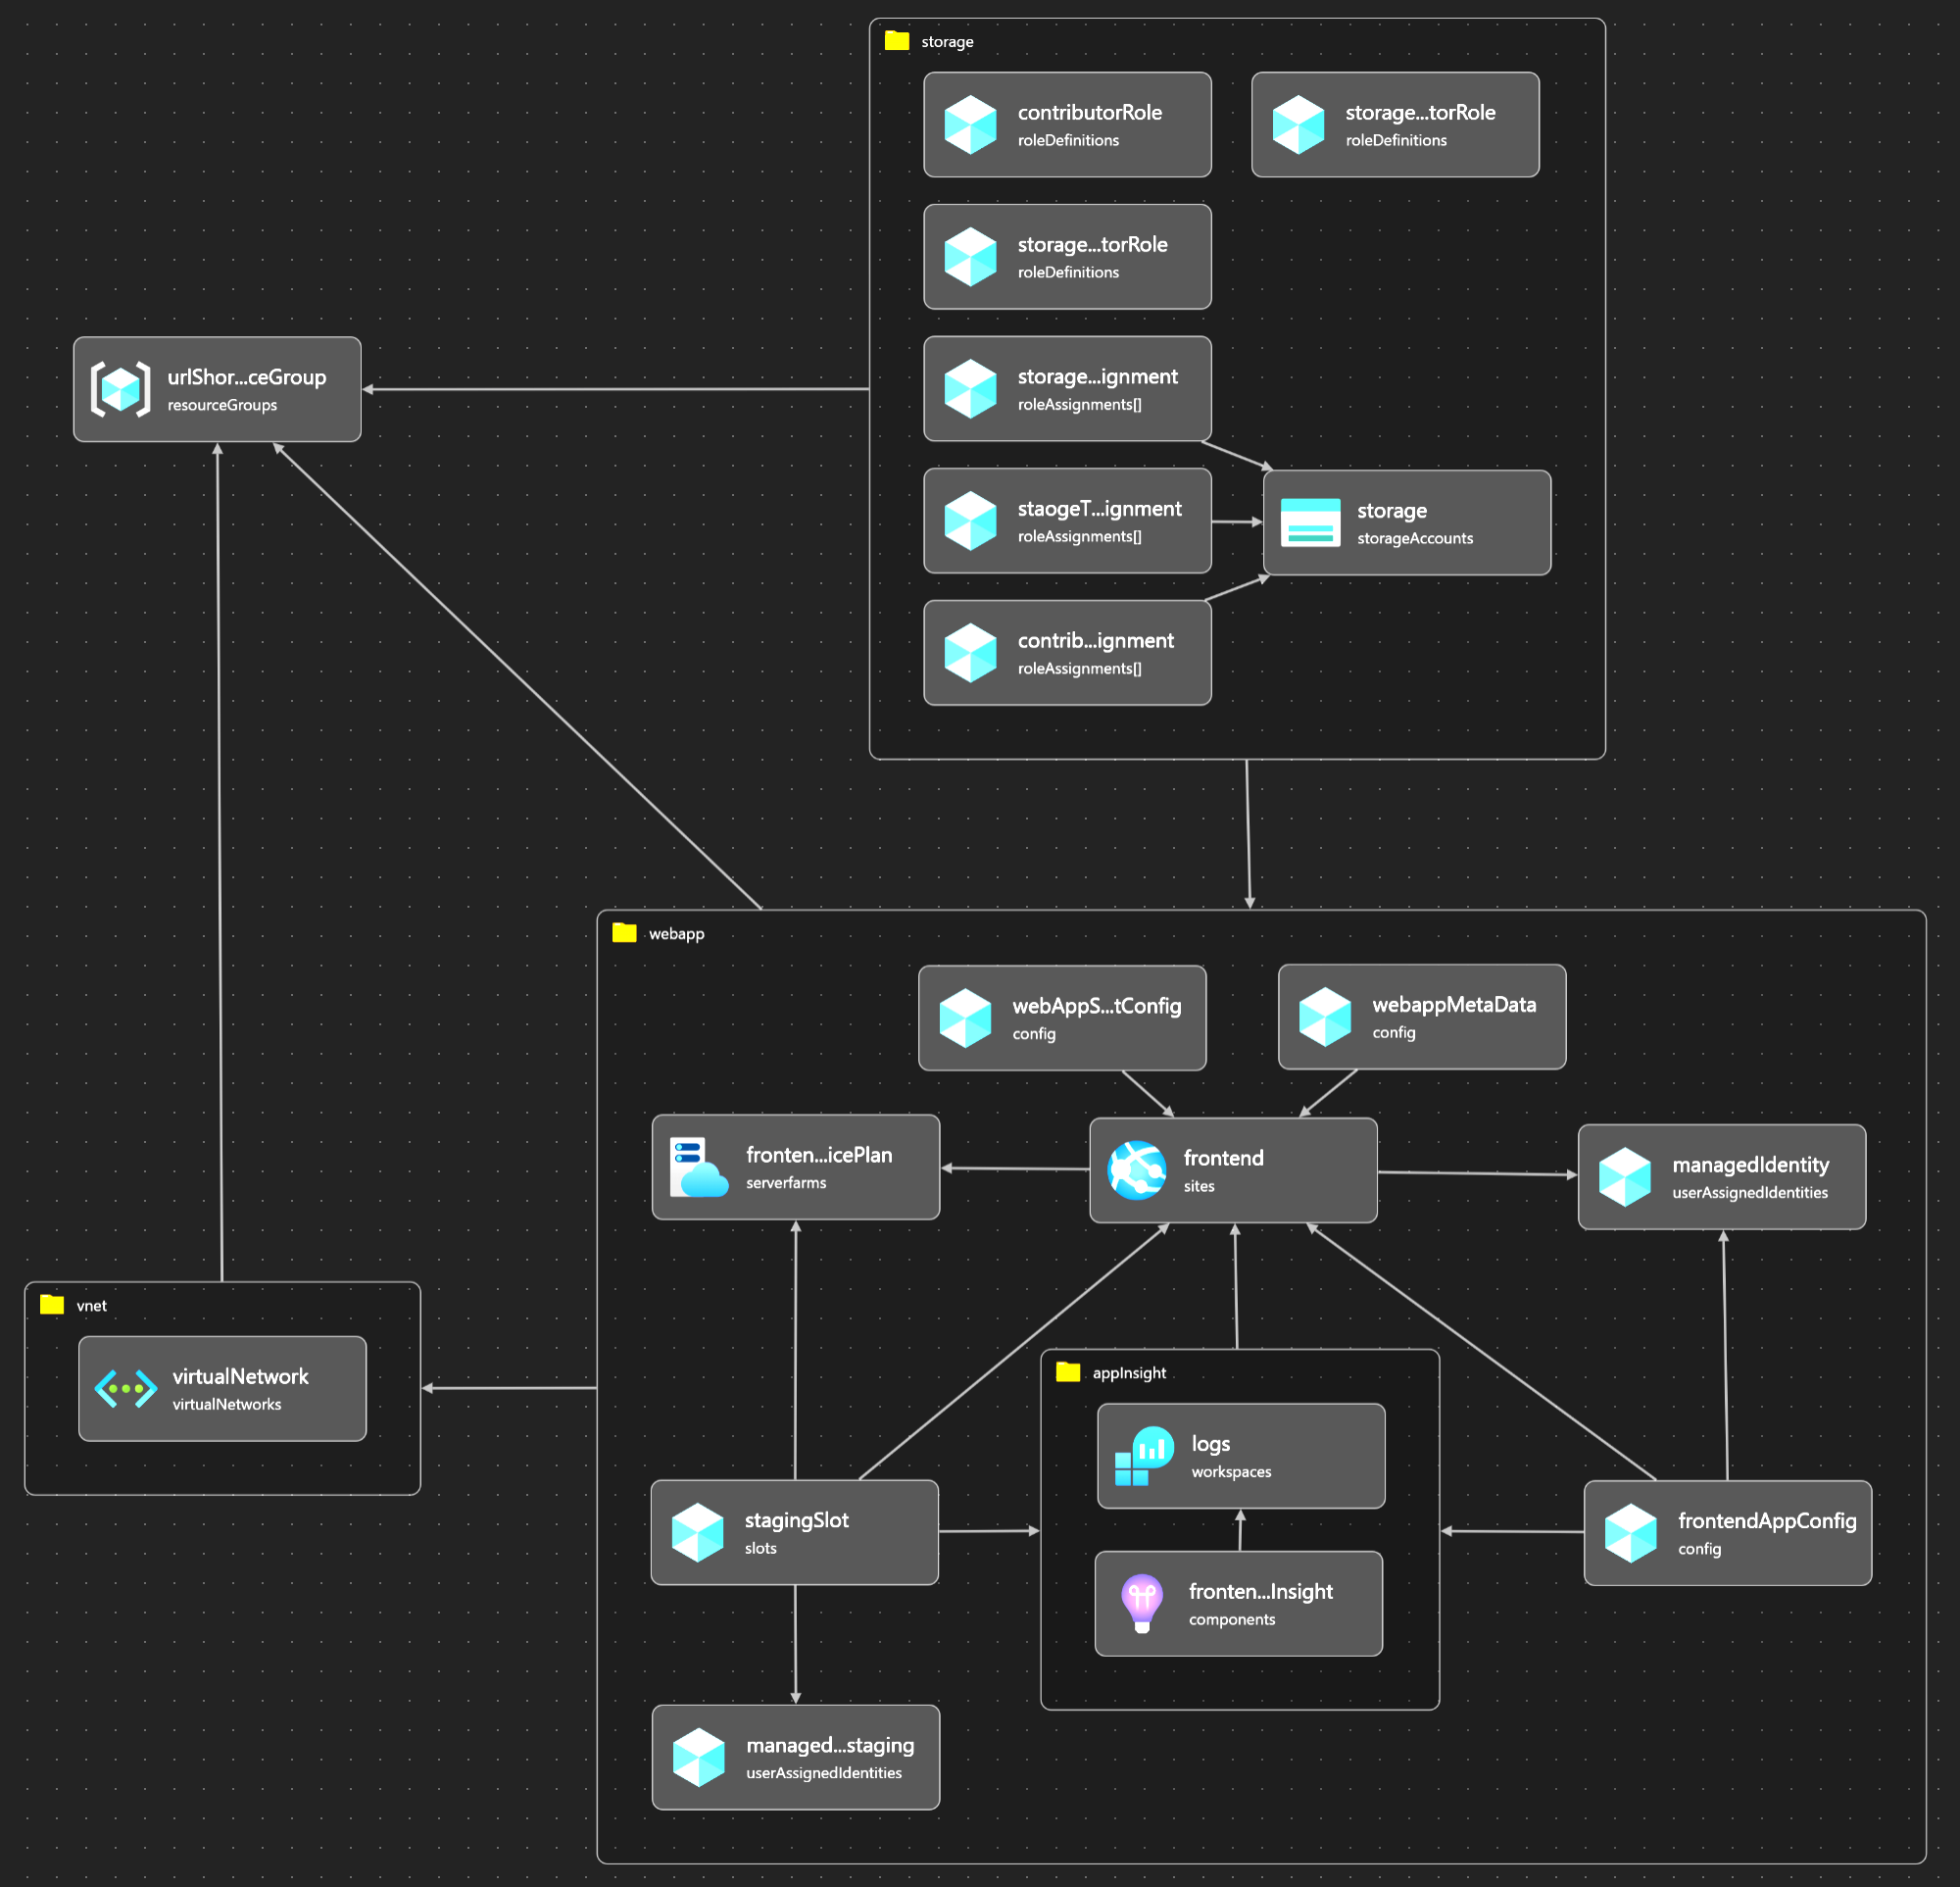 storage
contributorRole
roleDefinitions
storage...torRole
roleDefinitions
storage...torRole
roleDefinitions
storage...ignment
roleAssignments[]
staogeT...ignment
roleAssignments[]
storage
storageAccounts
contrib...ignment
roleAssignments[]
urlShor...ceGroup
resourceGroups
webapp
webAppS...tConfig
config
webappMetaData
config
fronten...icePlan
serverfarms
frontend
sites
managedIdentity
userAssignedIdentities
vnet
virtualNetwork
virtualNetworks
appInsight
logs
workspaces
stagingSlot
slots
fronten...Insight
components
frontendAppConfig
config
managed...staging
userAssignedIdentities